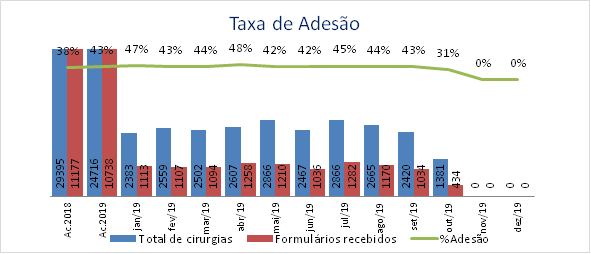 Taxa de Adesão
38% 43% 47% 43% 44% 48% 42% 42% 45% 44% 43% 31% 0% 0%
29395 11177 24716 10738 2383 1113 2559 1107 2502 1094 2607 1258 2866 1210 2467 1036 2866 1282 2665 1170 2420 1034 1381 434 0 0 0 0
Ac.2018 Ac.2019 jan/19 fev/19 mar/19 abr/19 mai/19 jun/19 jul/19 ago/19 set/19 out/19 nov/19 dez/19
Total de cirurgias Formulários recebidos %Adesão